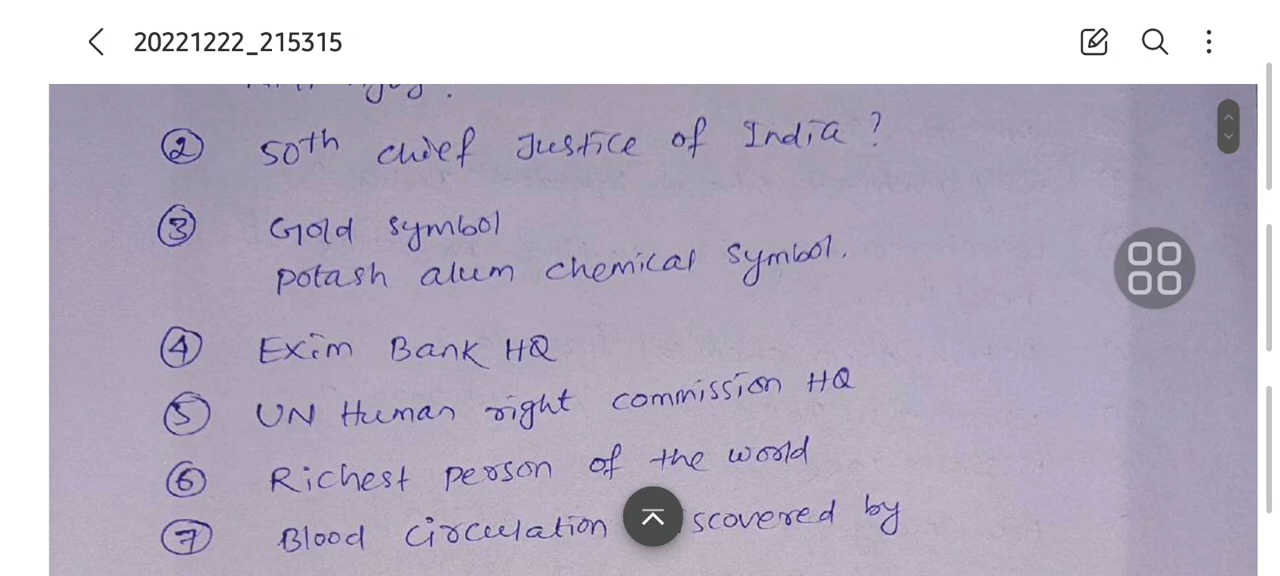 20221222_215315
② 50th chief Justice of India ?
③ Gold symbol
potash alum chemical symbol.
④ Exim Bank HQ
⑤ UN Human right commission HQ
⑥ Richest person of the world
⑦ Blood circulation scovered by